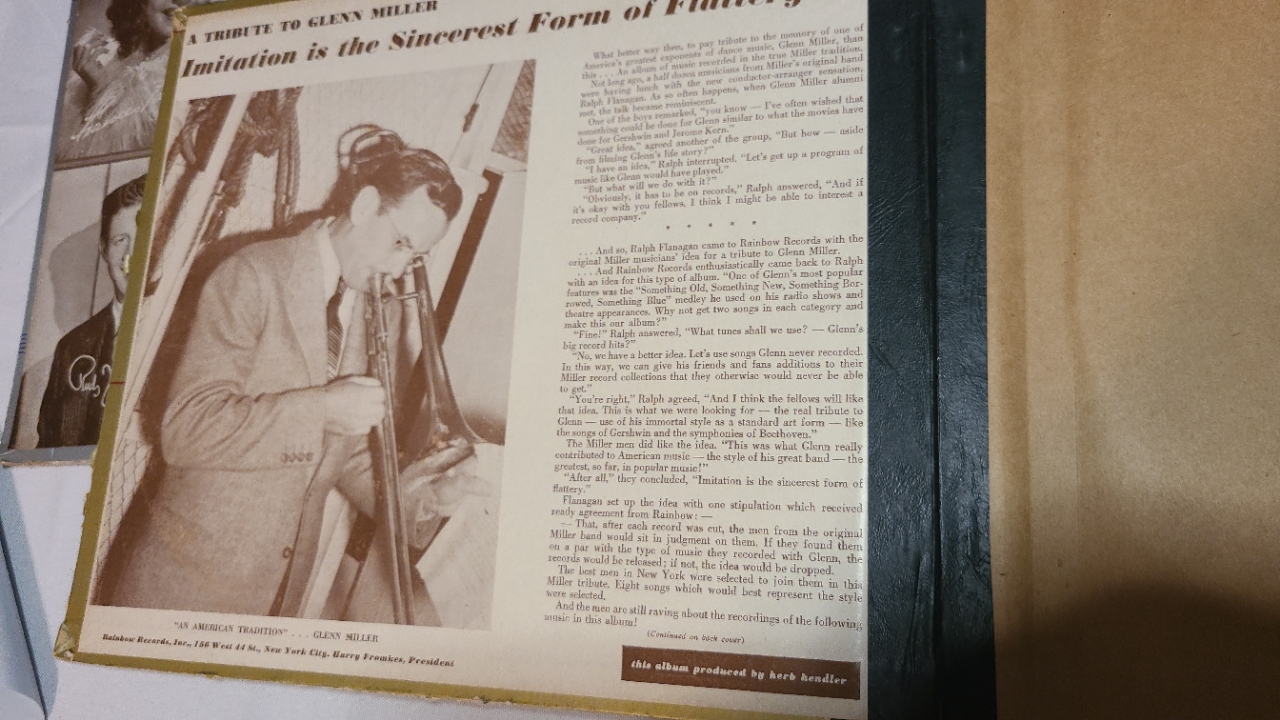 A TRIBUTE TO GLENN MILLER
Imitation is the Sincerest Form of Flattery
What better way then, to pay tribute to the memory of one of
America's greatest exponents of dance music, Glenn Miller, than
this . . . An album of music recorded in the true Miller tradition.
Not long ago, a half dozen musicians from Miller's original band
were having lunch with the new conductor-arranger sensation,
Ralph Flanagan. As so often happens, when Glenn Miller alumni
met, the talk became reminiscent.
One of the boys remarked, "you know — I've often wished that
something could be done for Glenn similar to what the movies have
done for Gershwin and Jerome Kern."
"Great idea," agreed another of the group, "But how — aside
from filming Glenn's life story?"
"I have an idea," Ralph interrupted. "Let's get up a program of
music like Glenn would have played."
"But what will we do with it?"
"Obviously, it has to be on records," Ralph answered, "And if
it's okay with you fellows, I think I might be able to interest a
record company."
* * * * *
. . . And so, Ralph Flanagan came to Rainbow Records with the
original Miller musicians' idea for a tribute to Glenn Miller.
. . . And Rainbow Records enthusiastically came back to Ralph
with an idea for this type of album. "One of Glenn's most popular
features was the "Something Old, Something New, Something Bor-
rowed, Something Blue" medley he used on his radio shows and
theatre appearances. Why not get two songs in each category and
make this our album?"
"Fine!" Ralph answered, "What tunes shall we use? — Glenn's
big record hits?"
"No, we have a better idea. Let's use songs Glenn never recorded.
In this way, we can give his friends and fans additions to their
Miller record collections that they otherwise would never be able
to get."
"You're right," Ralph agreed, "And I think the fellows will like
that idea. This is what we were looking for — the real tribute to
Glenn — use of his immortal style as a standard art form — like
the songs of Gershwin and the symphonies of Beethoven."
The Miller men did like the idea. "This was what Glenn really
contributed to American music — the style of his great band — the
greatest, so far, in popular music!"
"After all," they concluded, "Imitation is the sincerest form of
flattery."
Flanagan set up the idea with one stipulation which received
ready agreement from Rainbow: —
— That, after each record was cut, the men from the original
Miller band would sit in judgment on them. If they found them
on a par with the type of music they recorded with Glenn, the
records would be released; if not, the idea would be dropped.
The best men in New York were selected to join them in this
Miller tribute. Eight songs which would best represent the style
were selected.
And the men are still raving about the recordings of the following
music in this album!
(Continued on back cover)
"AN AMERICAN TRADITION" . . . GLENN MILLER
Rainbow Records, Inc., 156 West 44 St., New York City. Harry Fromkes, President
this album produced by herb hendler
Rudy